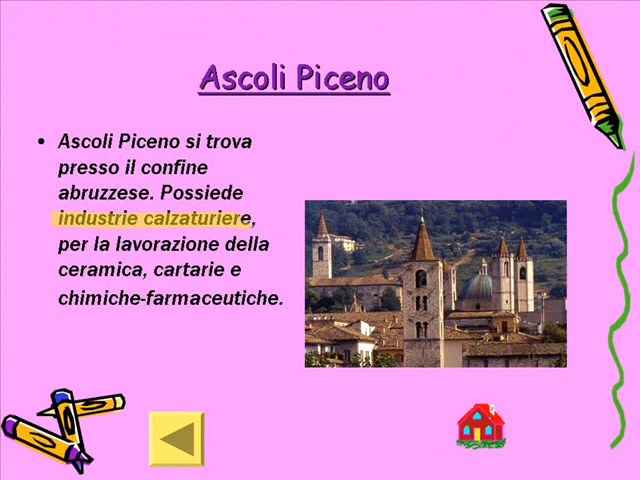 Ascoli Piceno
• Ascoli Piceno si trova
presso il confine
abruzzese. Possiede
industrie calzaturiere,
per la lavorazione della
ceramica, cartarie e
chimiche-farmaceutiche.